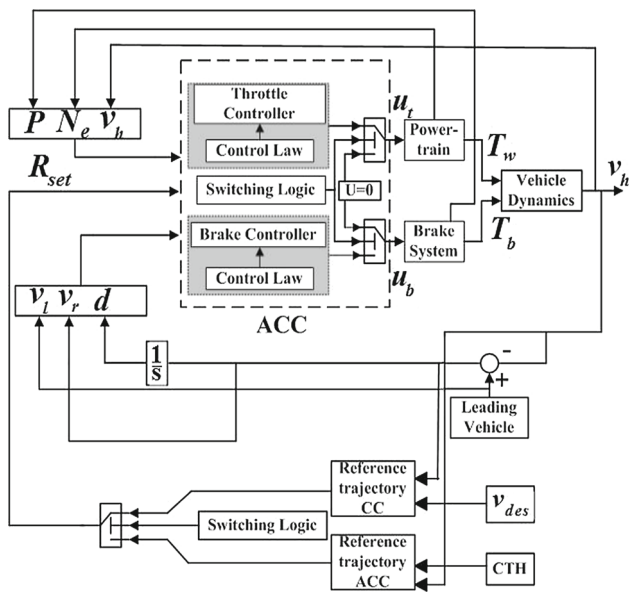 P N_e v_h
Throttle
Controller
Control Law
u_t
Power-
train
T_w
R_set
Switching Logic
U=0
Vehicle
Dynamics
v_h
Brake Controller
Control Law
u_b
Brake
System
T_b
v_l v_r d
ACC
1
s
-
+
Leading
Vehicle
Reference
trajectory
CC
v_des
Switching Logic
Reference
trajectory
ACC
CTH